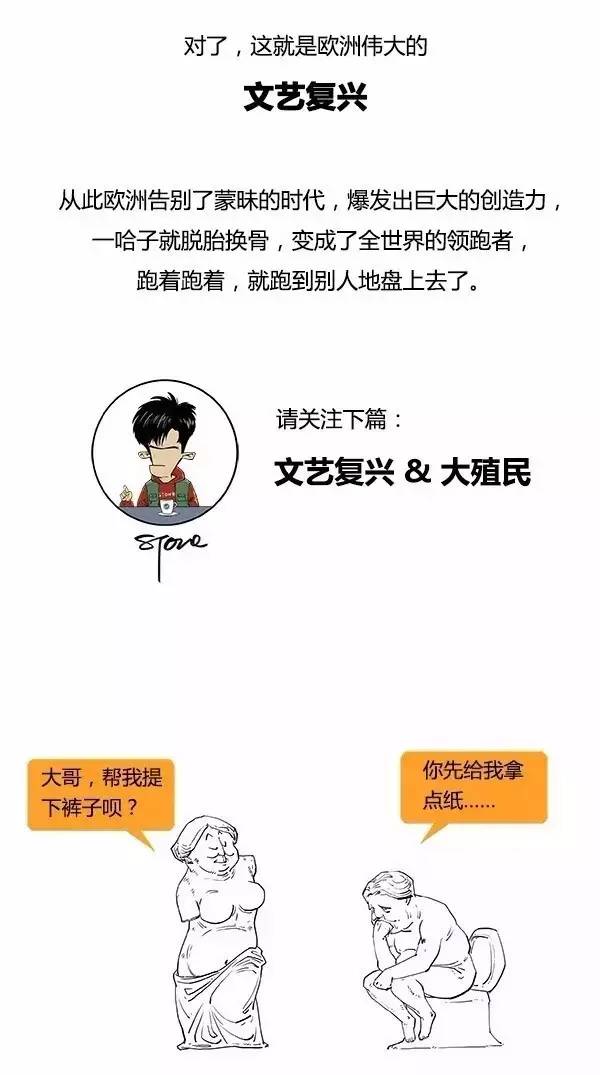 对了，这就是欧洲伟大的
文艺复兴
从此欧洲告别了蒙昧的时代，爆发出巨大的创造力，
一哈子就脱胎换骨，变成了全世界的领跑者，
跑着跑着，就跑到别人地盘上去了。
请关注下篇：
文艺复兴 & 大殖民
Stone
大哥，帮我提
下裤子呗？
你先给我拿
点纸......